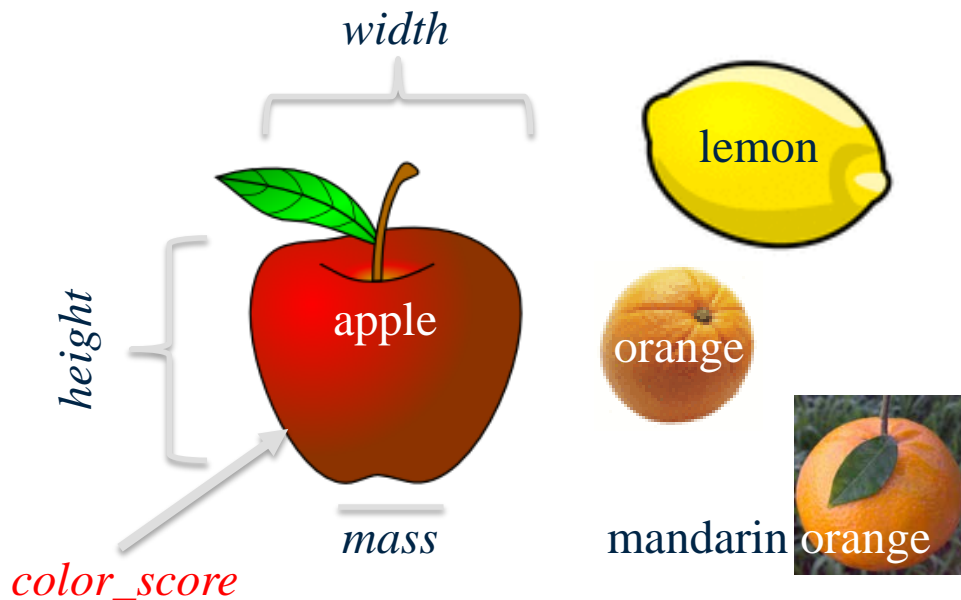 width
lemon
apple
orange
height
mass
mandarin orange
color_score